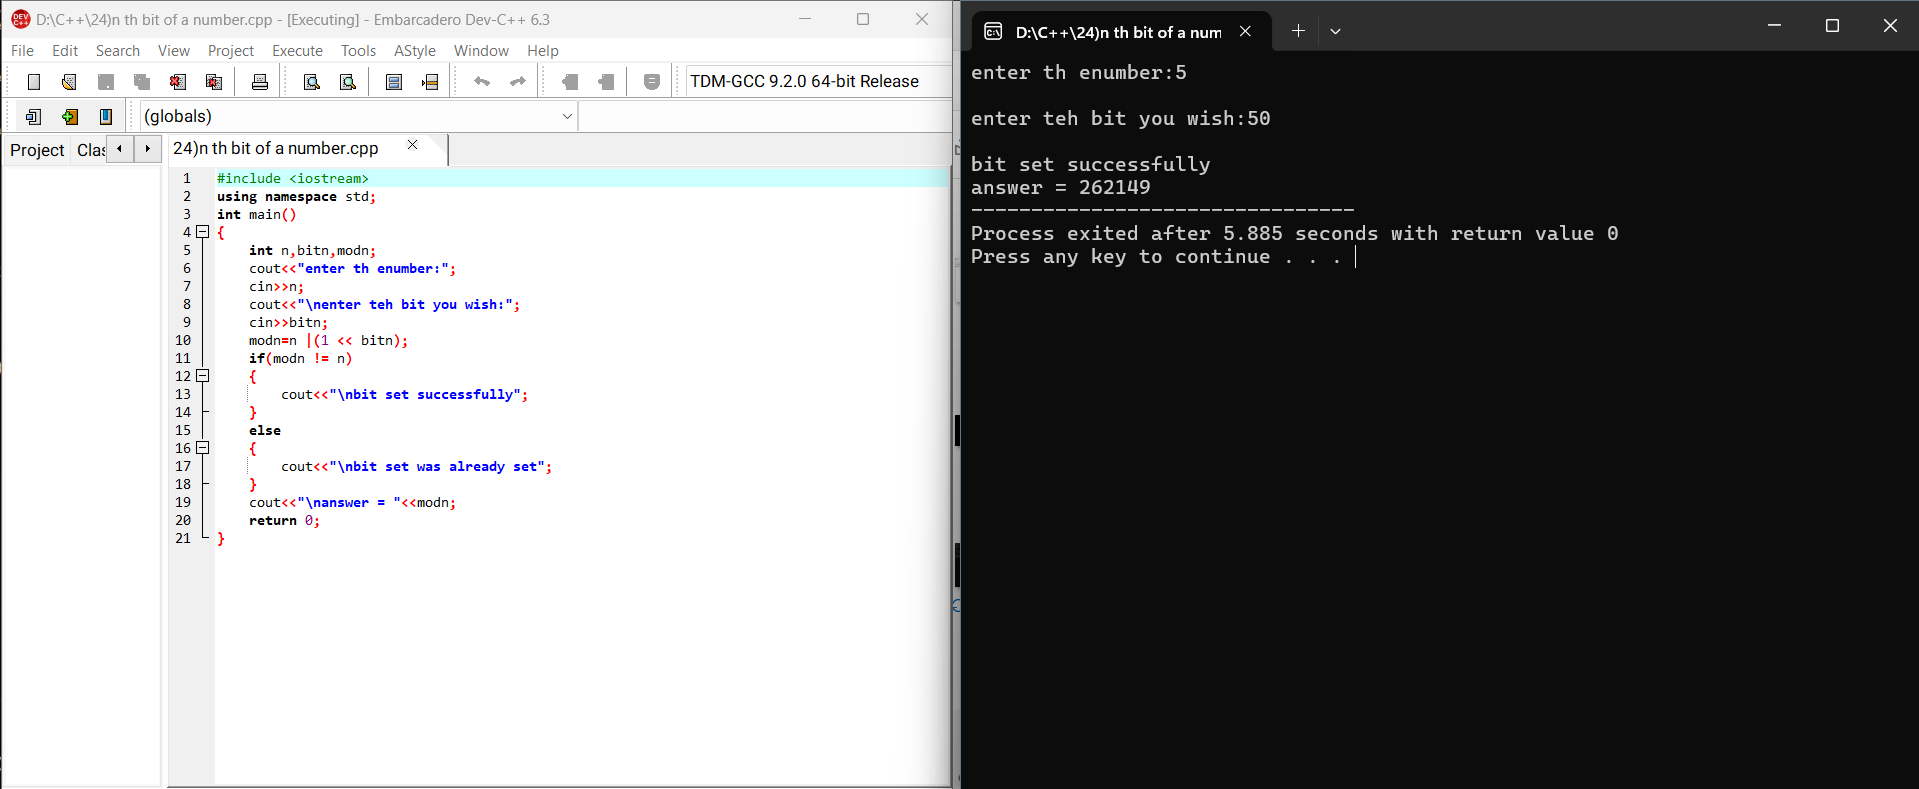 D:\C++\24)n th bit of a number.cpp - [Executing] - Embarcadero Dev-C++ 6.3
File Edit Search View Project Execute Tools AStyle Window Help
TDM-GCC 9.2.0 64-bit Release
(globals)
Project Clas
24)n th bit of a number.cpp
1 #include <iostream>
2 using namespace std;
3 int main()
4 {
5 int n,bitn,modn;
6 cout<<"enter th enumber:";
7 cin>>n;
8 cout<<"\nenter teh bit you wish:";
9 cin>>bitn;
10 modn=n |(1 << bitn);
11 if(modn != n)
12 {
13 cout<<"\nbit set successfully";
14 }
15 else
16 {
17 cout<<"\nbit set was already set";
18 }
19 cout<<"\nanswer = "<<modn;
20 return 0;
21 }
D:\C++\24)n th bit of a num
enter th enumber:5
enter teh bit you wish:50
bit set successfully
answer = 262149
--------------------------------
Process exited after 5.885 seconds with return value 0
Press any key to continue . . .